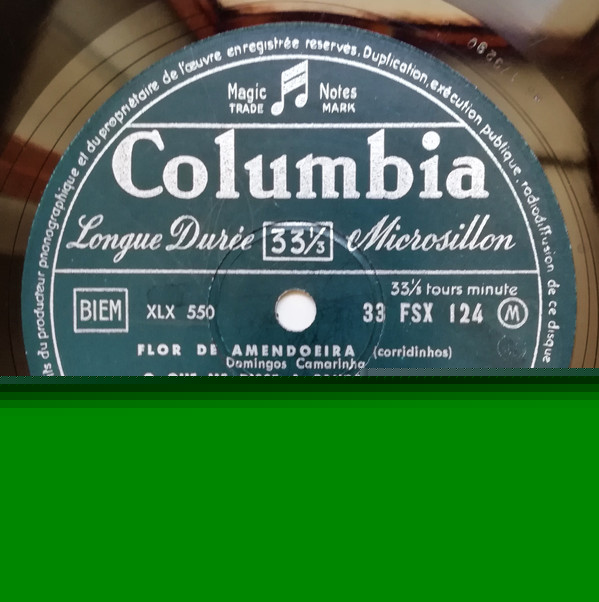 its du producteur phonographique et du propriétaire de l'œuvre enregistrée reservés. Duplication, exécution publique, radiodiffusion de ce disque
Magic Notes
TRADE MARK
Columbia
Longue Durée 33⅓ Microsillon
33⅓ tours minute
BIEM XLX 550 33 FSX 124 M
FLOR DE AMENDOEIRA (corridinhos)
Domingos Camarinha